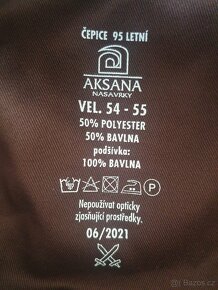 ČEPICE 95 LETNÍ
AKSANA
NASAVRKY
VEL. 54 - 55
50% POLYESTER
50% BAVLNA
podšívka:
100% BAVLNA
P
Nepoužívat opticky
zjasňující prostředky.
06/2021